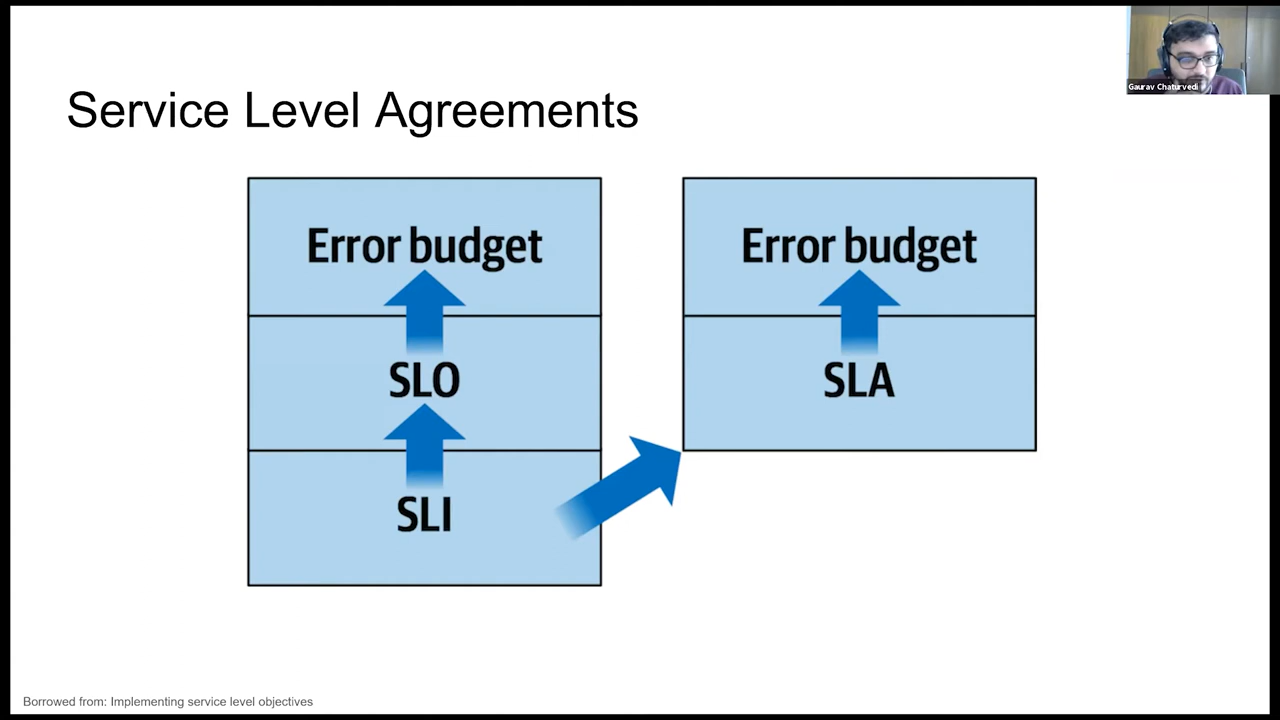 Gaurav Chaturvedi
Service Level Agreements
Error budget
SLO
SLI
Error budget
SLA
Borrowed from: Implementing service level objectives